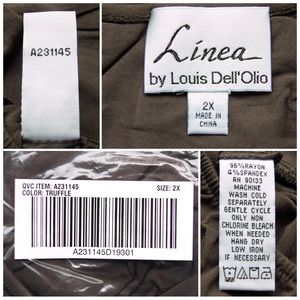 A231145
Linea
by Louis Dell'Olio
2X
MADE IN
CHINA
QVC ITEM: A231145
COLOR: TRUFFLE
SIZE: 2X
A231145D19301
96%RAYON
4%SPANDEX
RN 90133
MACHINE
WASH COLD
SEPARATELY
GENTLE CYCLE
ONLY NON
CHLORINE BLEACH
WHEN NEEDED
HANG DRY
LOW IRON
IF NECESSARY